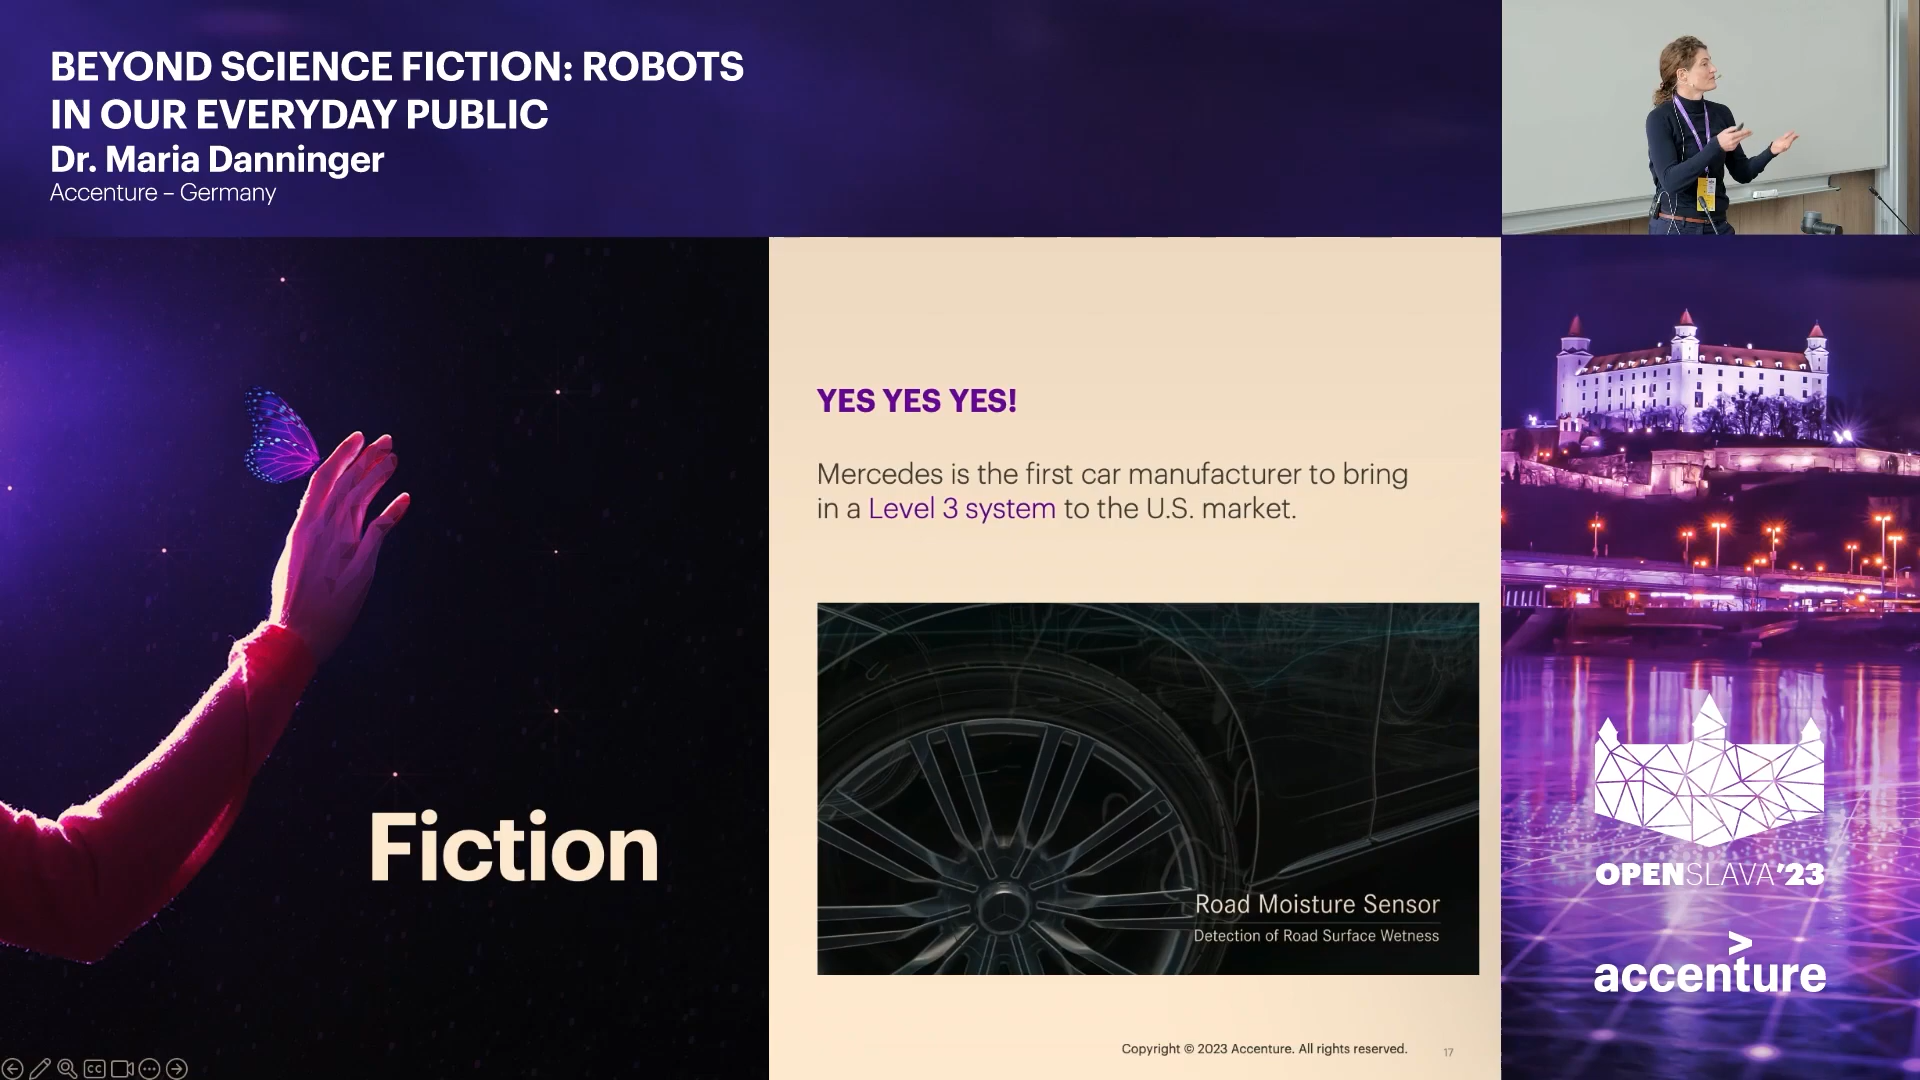 BEYOND SCIENCE FICTION: ROBOTS
IN OUR EVERYDAY PUBLIC
Dr. Maria Danninger
Accenture – Germany
Fiction
YES YES YES!
Mercedes is the first car manufacturer to bring
in a Level 3 system to the U.S. market.
Road Moisture Sensor
Detection of Road Surface Wetness
Copyright © 2023 Accenture. All rights reserved.
17
OPENSLAVA'23
>
accenture
CC